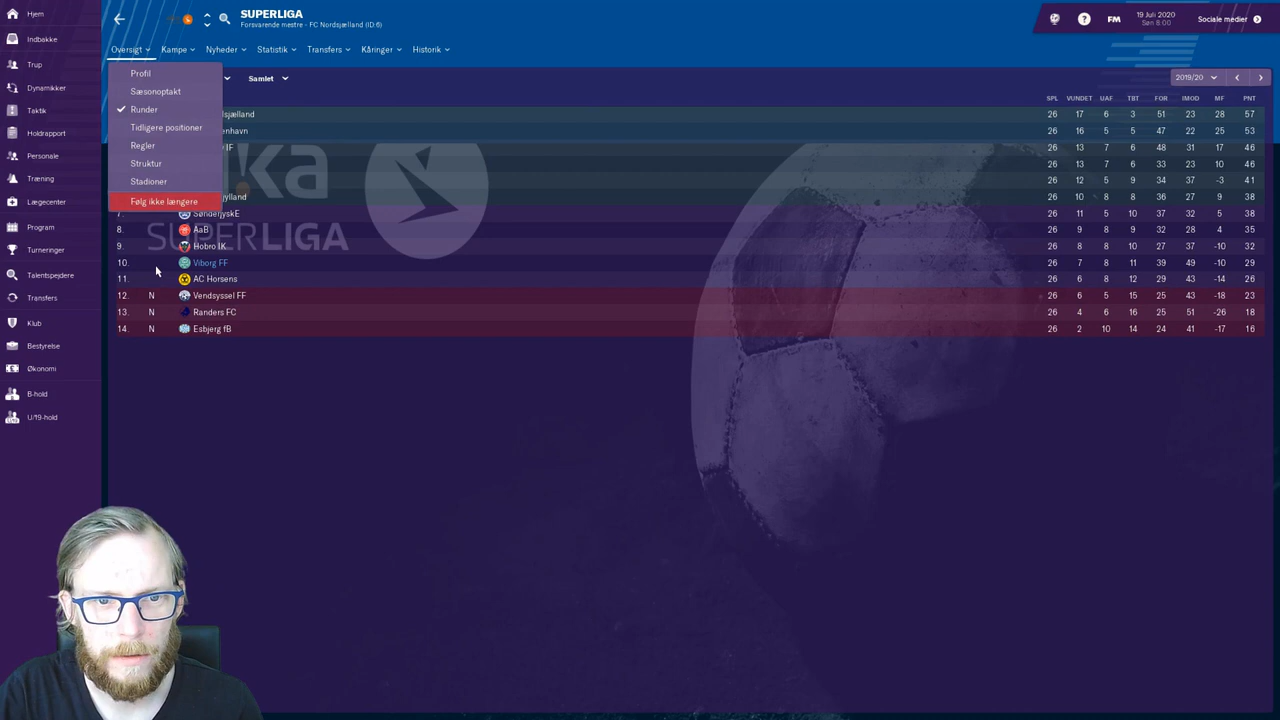 Hjem
Indbakke
Trup
Dynamikker
Taktik
Holdrapport
Personale
Træning
Lægecenter
Program
Turneringer
Talentspejdere
Transfers
Klub
Bestyrelse
Økonomi
B-hold
U/19-hold
SUPERLIGA
Forsvarende mestre - FC Nordsjælland (ID:6)
19 Juli 2020
Søn 8:00
FM
Sociale medier
Oversigt Kampe Nyheder Statistik Transfers Kåringer Historik
Profil
Sæsonoptakt
Runder
Tidligere positioner
Regler
Struktur
Stadioner
Følg ikke længere
Samlet
2019/20
SPL VUNDET UAF TBT FOR IMOD MF PNT
lsjælland 26 17 6 3 51 23 28 57
enhavn 26 16 5 5 47 22 25 53
IF 26 13 7 6 48 31 17 46
26 13 7 6 33 23 10 46
26 12 5 9 34 37 -3 41
jylland 26 10 8 8 36 27 9 38
7. SønderjyskE 26 11 5 10 37 32 5 38
8. AaB 26 9 8 9 32 28 4 35
9. Hobro IK 26 8 8 10 27 37 -10 32
10. Viborg FF 26 7 8 11 39 49 -10 29
11. AC Horsens 26 6 8 12 29 43 -14 26
12. N Vendsyssel FF 26 6 5 15 25 43 -18 23
13. N Randers FC 26 4 6 16 25 51 -26 18
14. N Esbjerg fB 26 2 10 14 24 41 -17 16
SUPERLIGA